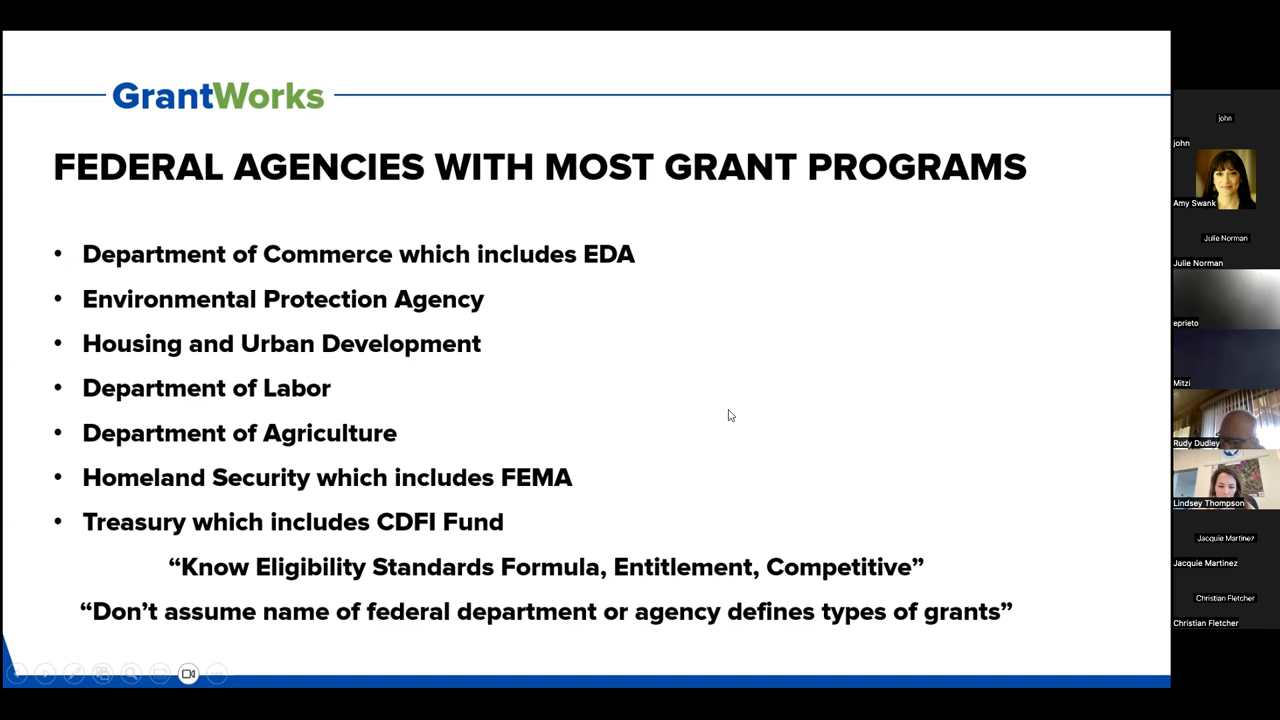 GrantWorks
FEDERAL AGENCIES WITH MOST GRANT PROGRAMS
• Department of Commerce which includes EDA
• Environmental Protection Agency
• Housing and Urban Development
• Department of Labor
• Department of Agriculture
• Homeland Security which includes FEMA
• Treasury which includes CDFI Fund
“Know Eligibility Standards Formula, Entitlement, Competitive”
“Don’t assume name of federal department or agency defines types of grants”
john
john
Amy Swank
Julie Norman
Julie Norman
eprieto
Mitzi
Rudy Dudley
Lindsey Thompson
Jacquie Martinez
Jacquie Martinez
Christian Fletcher
Christian Fletcher